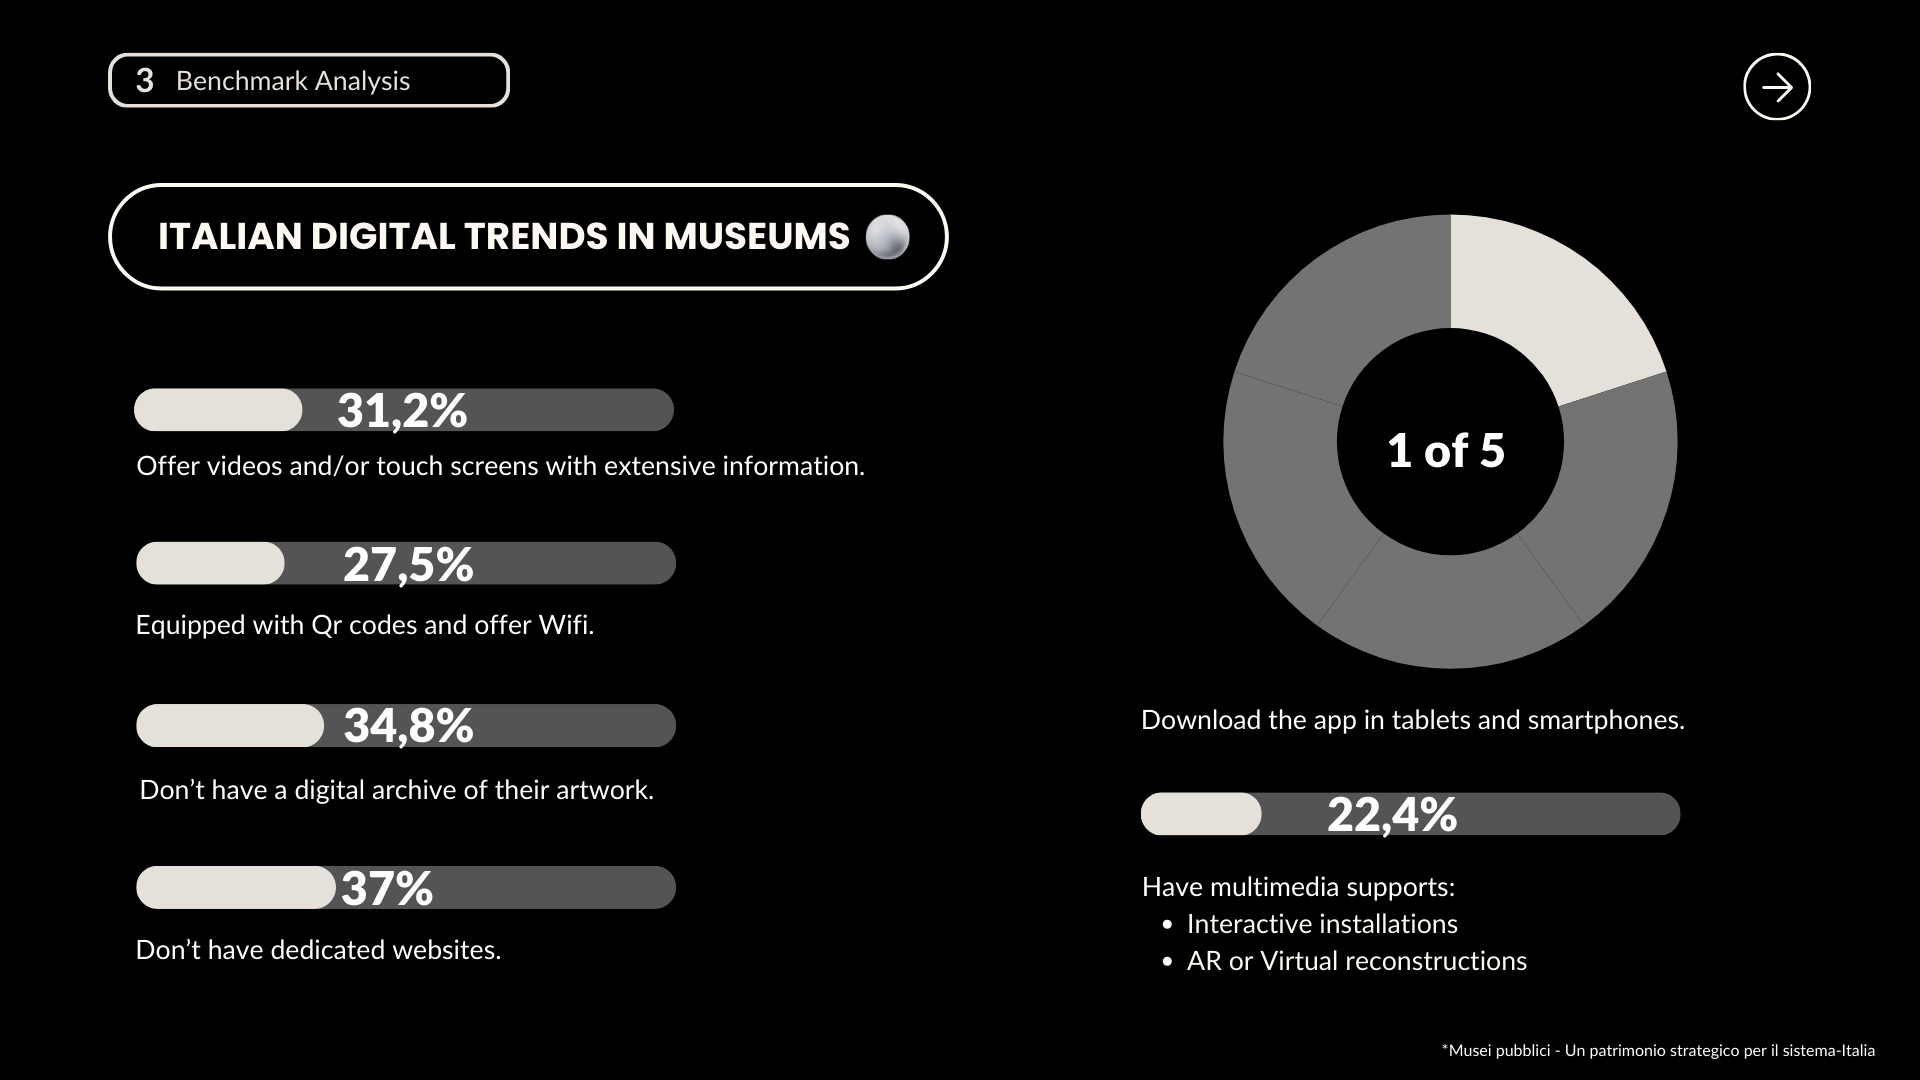 3 Benchmark Analysis
ITALIAN DIGITAL TRENDS IN MUSEUMS
31,2%
Offer videos and/or touch screens with extensive information.
27,5%
Equipped with Qr codes and offer Wifi.
34,8%
Don’t have a digital archive of their artwork.
37%
Don’t have dedicated websites.
1 of 5
Download the app in tablets and smartphones.
22,4%
Have multimedia supports:
• Interactive installations
• AR or Virtual reconstructions
*Musei pubblici - Un patrimonio strategico per il sistema-Italia